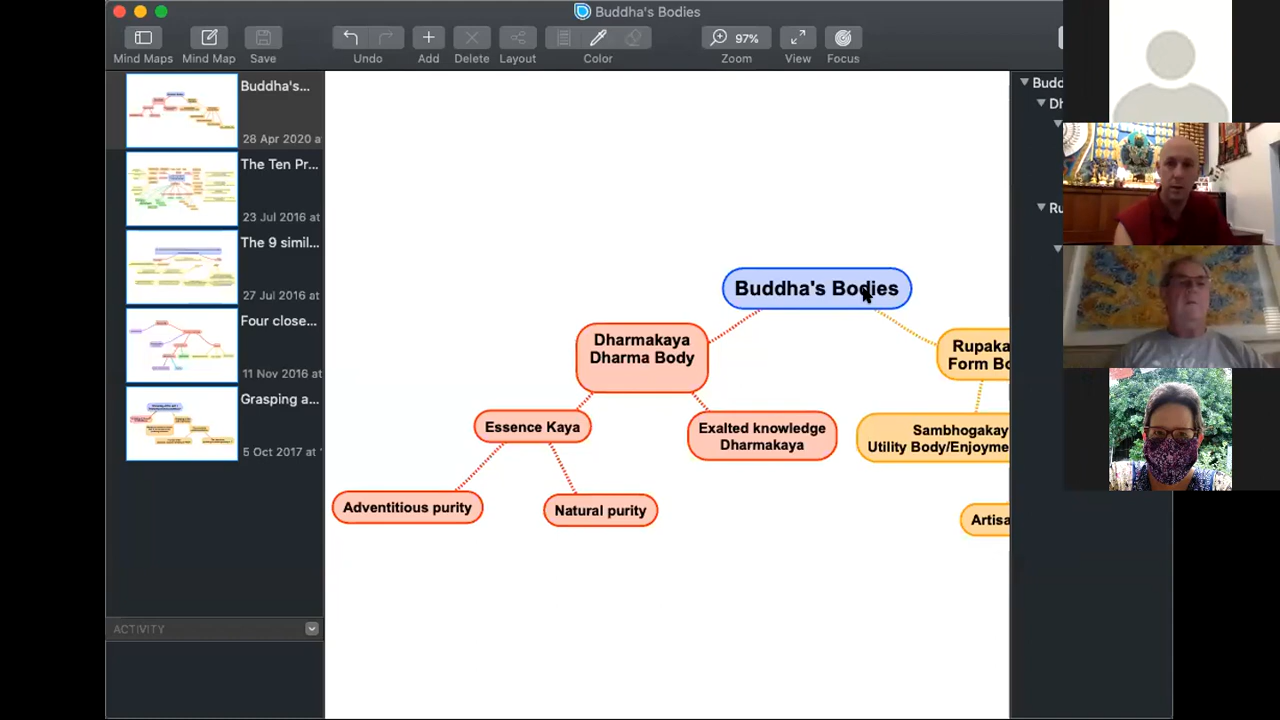 Buddha's Bodies
97%
Mind Maps
Mind Map
Save
Undo
Add
Delete
Layout
Color
Zoom
View
Focus
Buddha's...
28 Apr 2020 at
The Ten Pr...
23 Jul 2016 at
The 9 simil...
27 Jul 2016 at
Four close...
11 Nov 2016 at
Grasping a...
5 Oct 2017 at
ACTIVITY
Buddha's Bodies
Dharmakaya
Dharma Body
Rupaka
Form Bo
Essence Kaya
Exalted knowledge
Dharmakaya
Sambhogakay
Utility Body/Enjoyme
Adventitious purity
Natural purity
Artisa
Budd
Dh
Ru